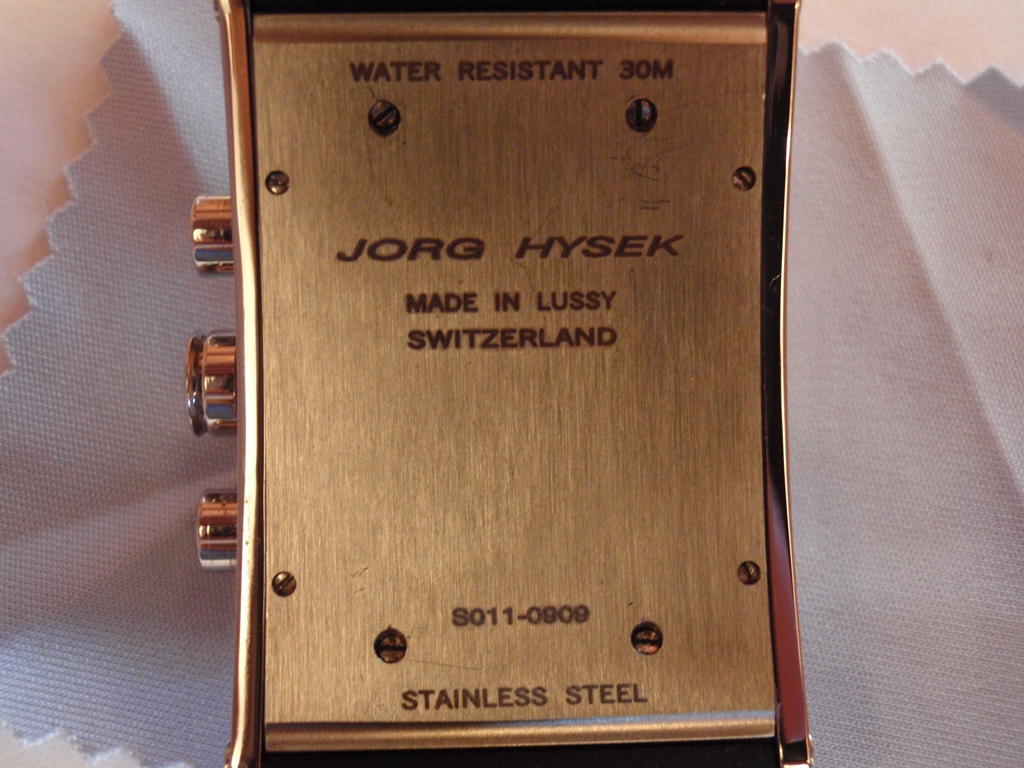 WATER RESISTANT 30M
JORG HYSEK
MADE IN LUSSY
SWITZERLAND
S011-0909
STAINLESS STEEL